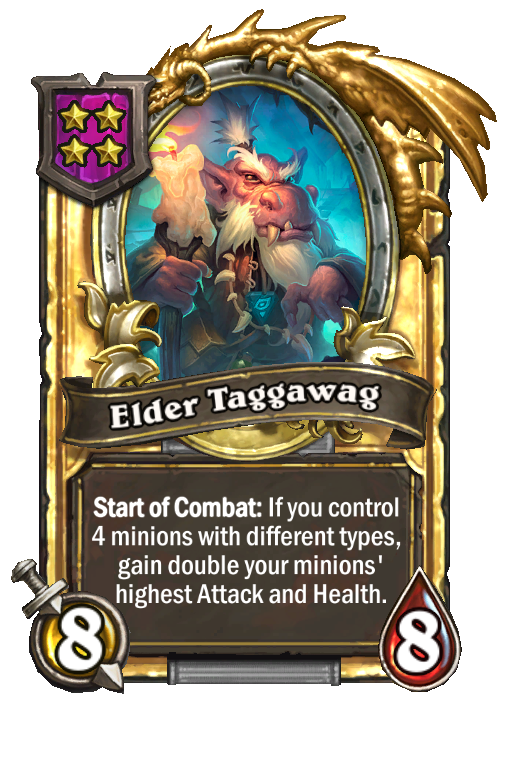 Elder Taggawag
Start of Combat: If you control
4 minions with different types,
gain double your minions'
highest Attack and Health.
8
8